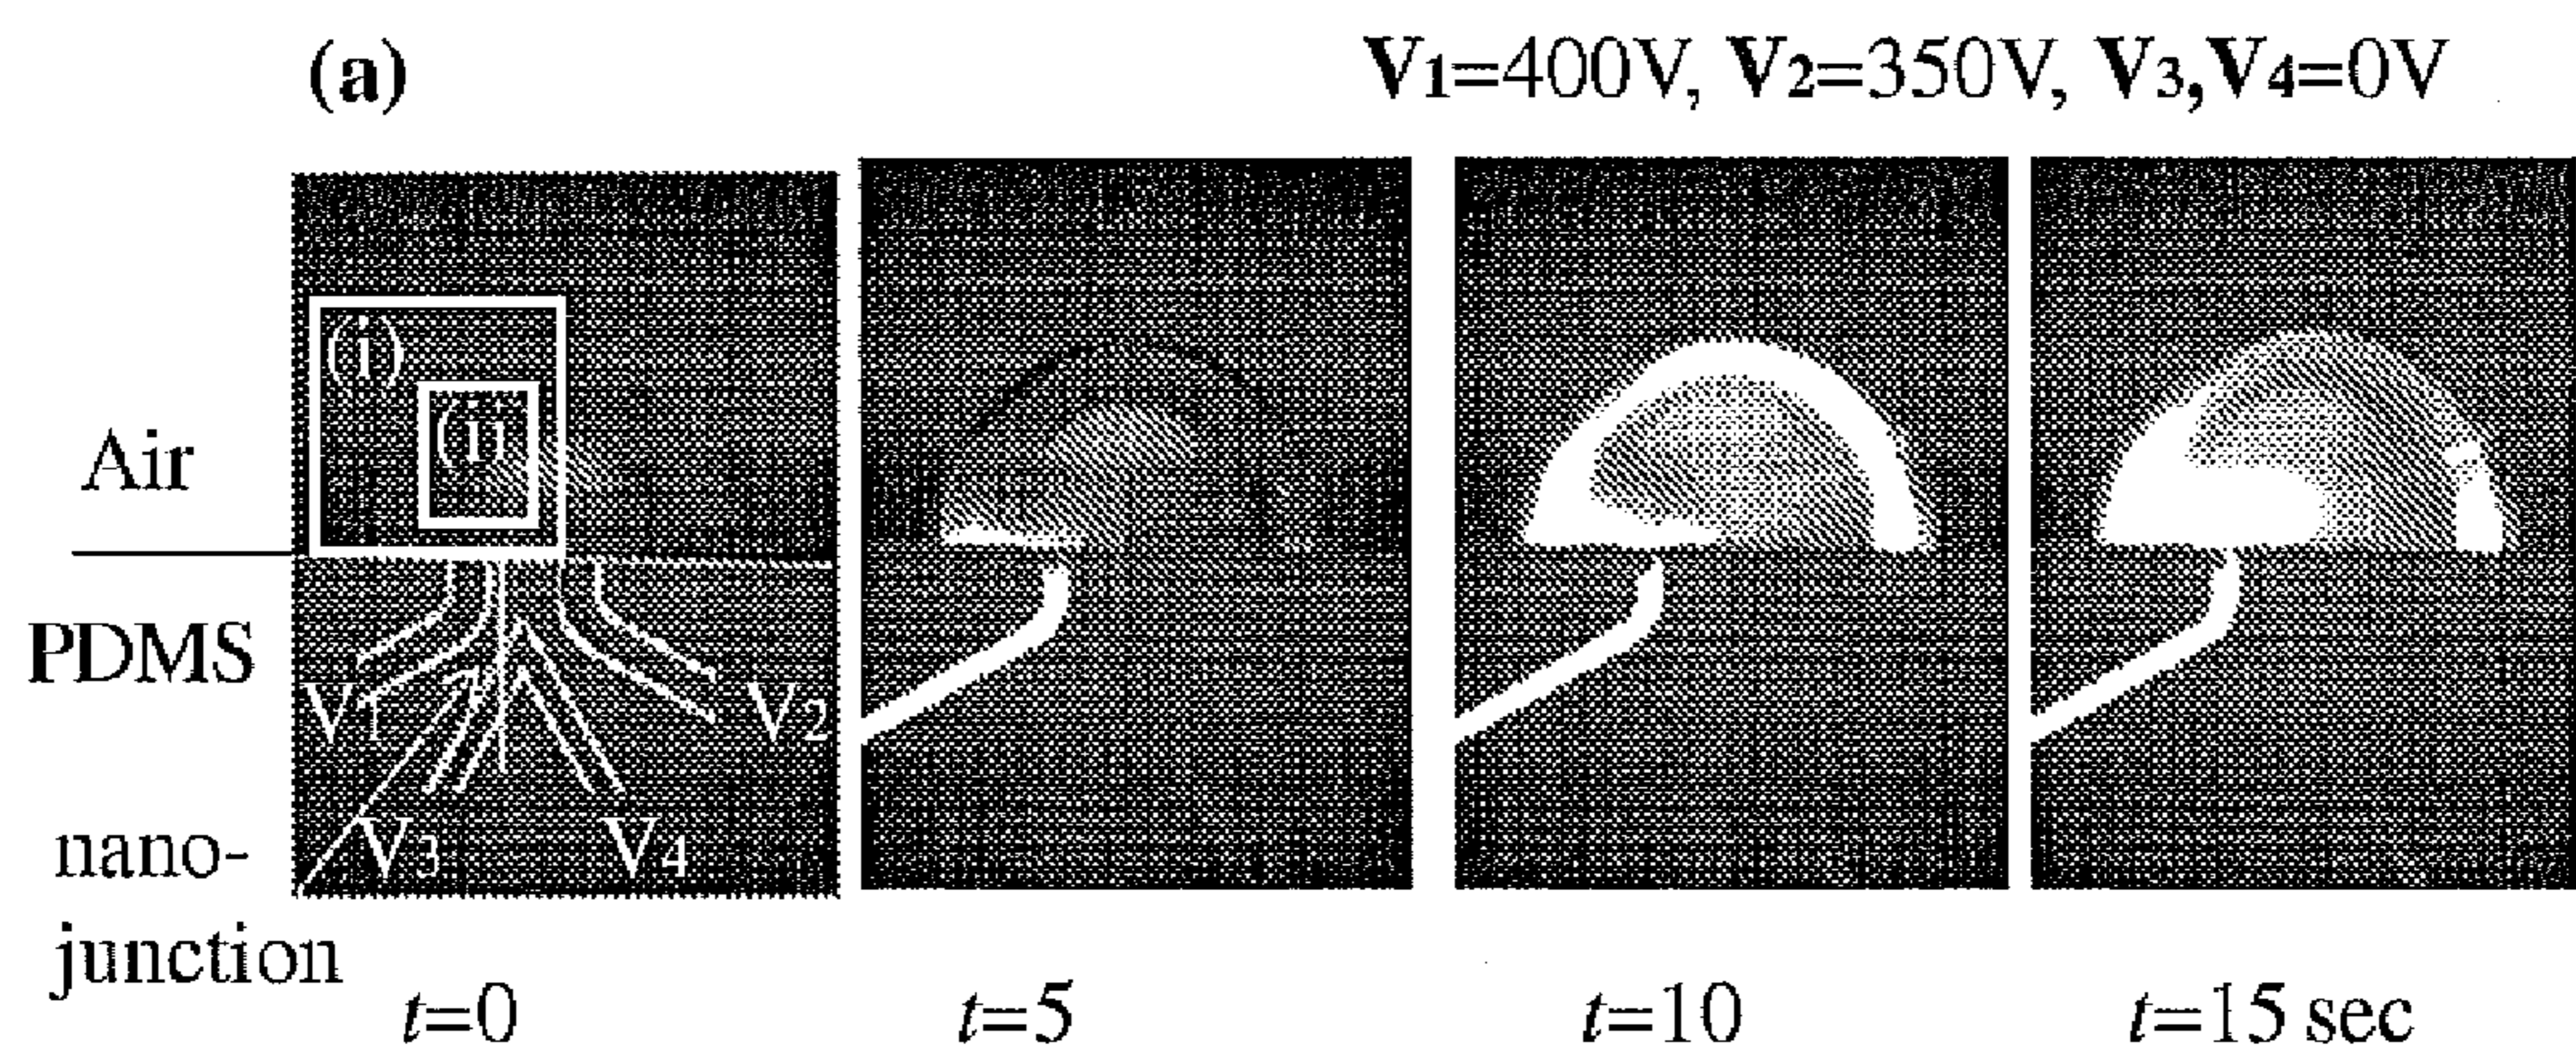 (a)
V1=400V, V2=350V, V3,V4=0V
(i)
(ii
Air
PDMS
V1
V2
V3
V4
nano-
junction
t=0
t=5
t=10
t=15 sec